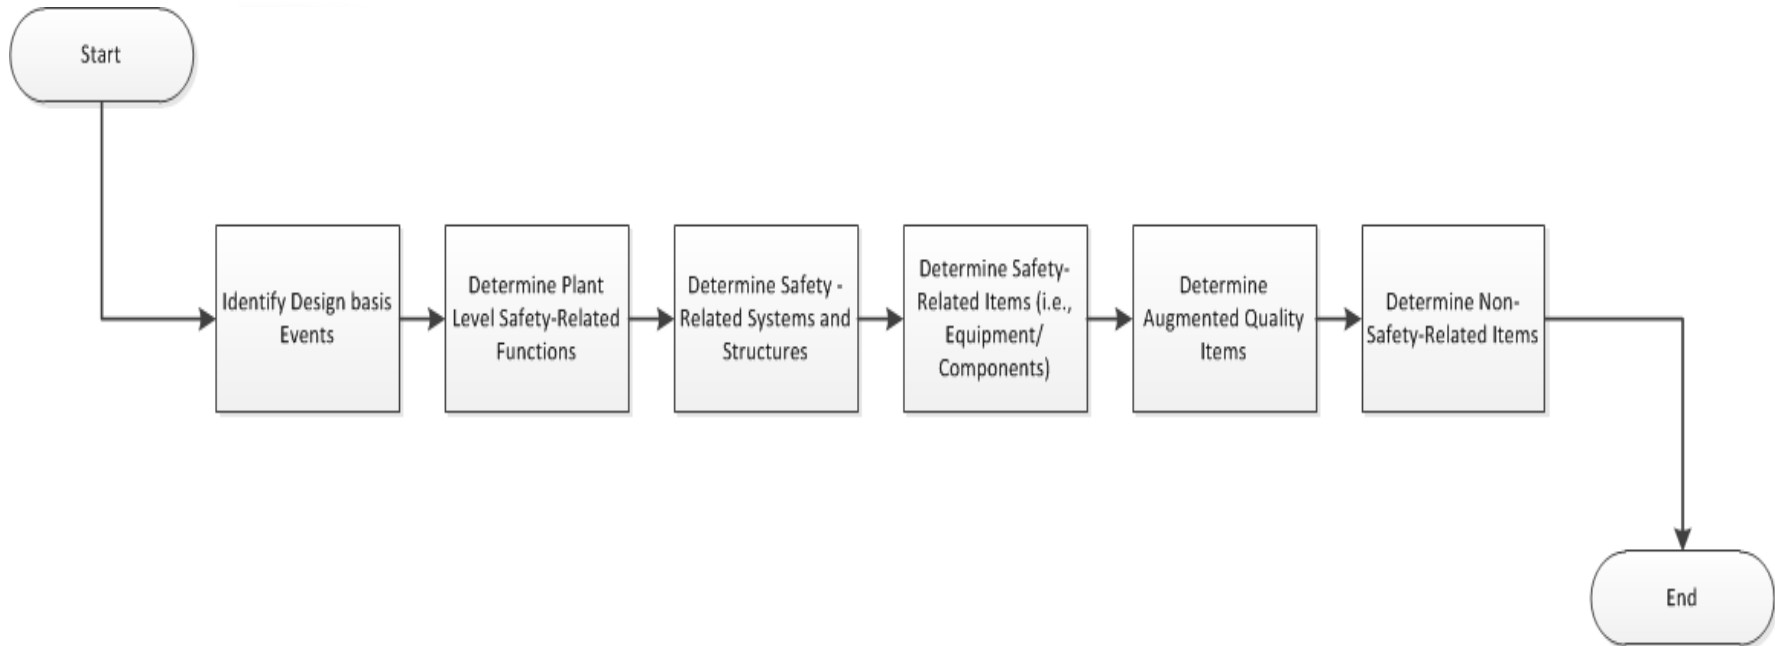 Start
Identify Design basis
Events
Determine Plant
Level Safety-Related
Functions
Determine Safety -
Related Systems and
Structures
Determine Safety-
Related Items (i.e.,
Equipment/
Components)
Determine
Augmented Quality
Items
Determine Non-
Safety-Related Items
End